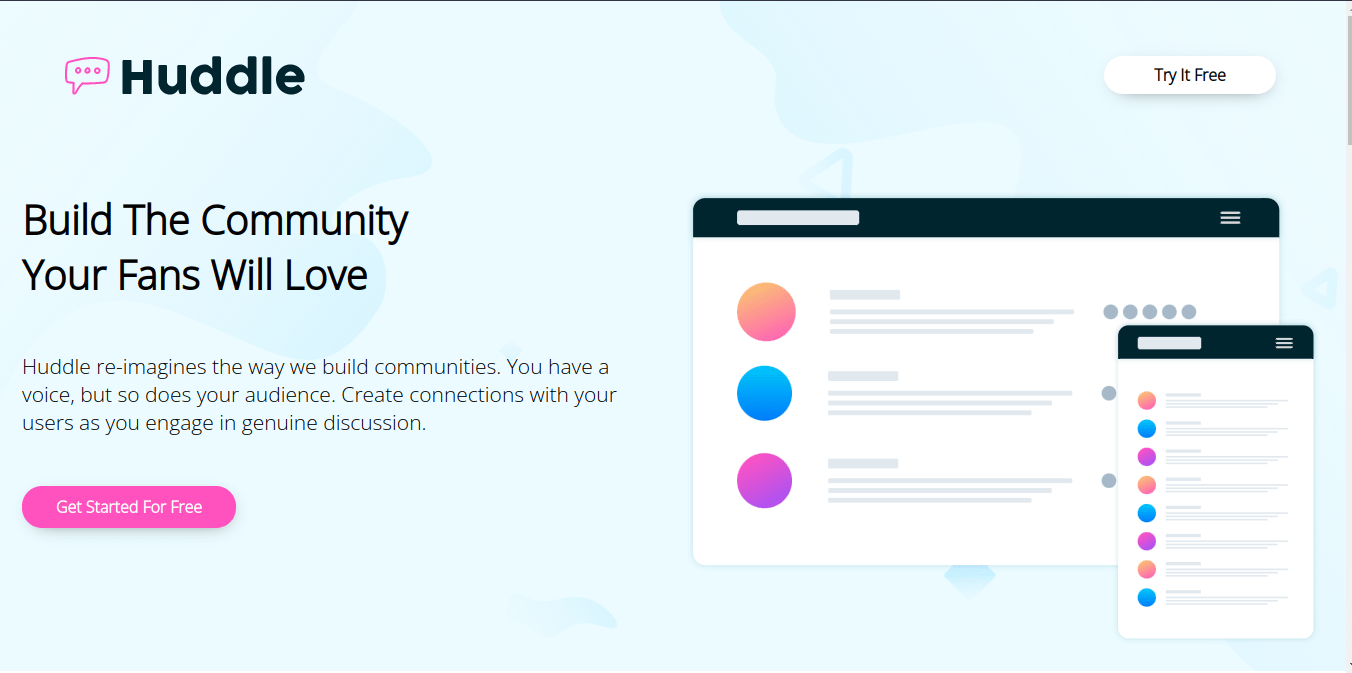 Huddle
Try It Free
Build The Community
Your Fans Will Love
Huddle re-imagines the way we build communities. You have a
voice, but so does your audience. Create connections with your
users as you engage in genuine discussion.
Get Started For Free